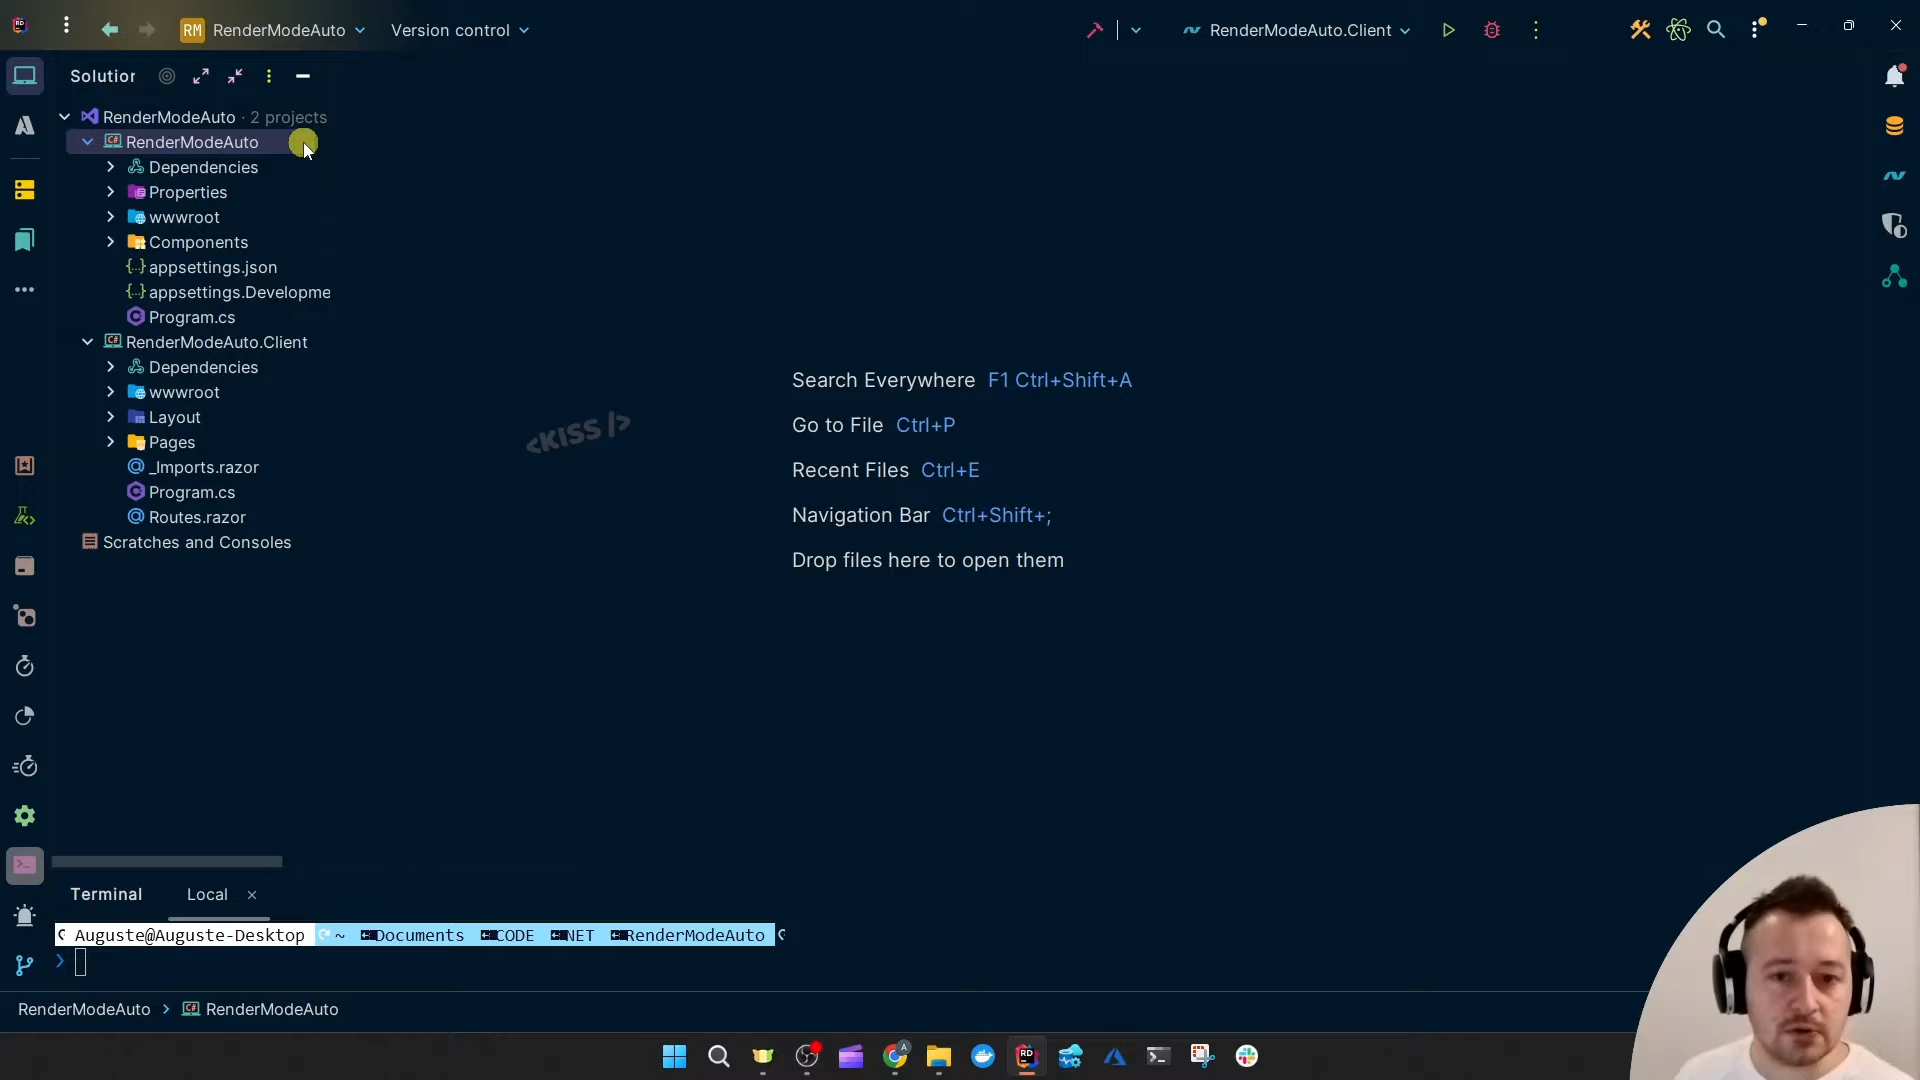 RM RenderModeAuto Version control RenderModeAuto.Client
Solutior
RenderModeAuto · 2 projects
RenderModeAuto
Dependencies
Properties
wwwroot
Components
appsettings.json
appsettings.Developme
Program.cs
RenderModeAuto.Client
Dependencies
wwwroot
Layout
Pages
_Imports.razor
Program.cs
Routes.razor
Scratches and Consoles
<KISS />
Search Everywhere F1 Ctrl+Shift+A
Go to File Ctrl+P
Recent Files Ctrl+E
Navigation Bar Ctrl+Shift+;
Drop files here to open them
Terminal Local
Auguste@Auguste-Desktop ~ Documents CODE NET RenderModeAuto
RenderModeAuto > RenderModeAuto